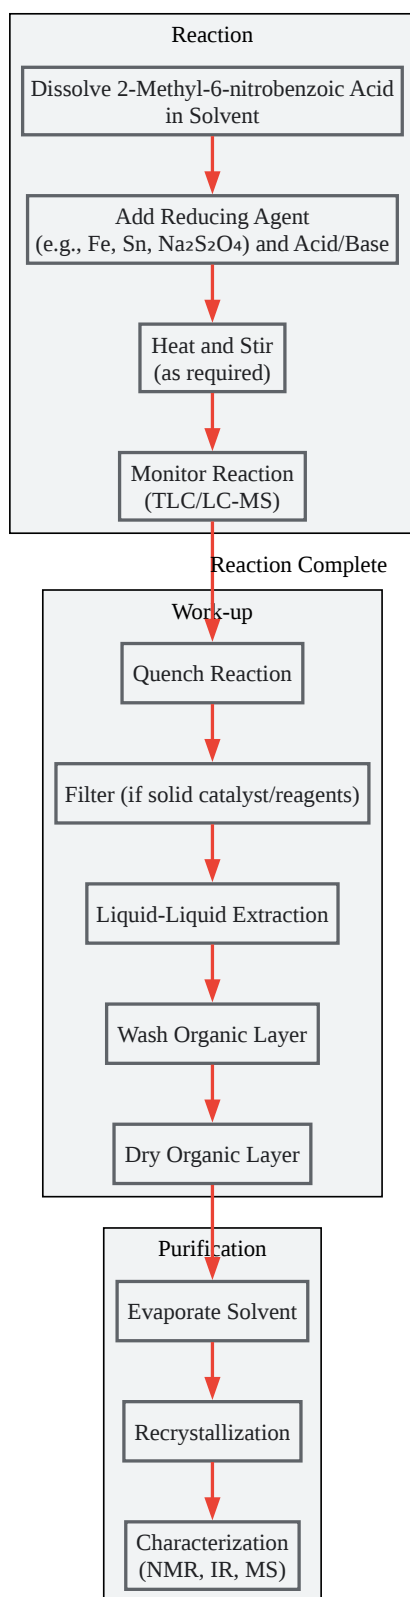 Reaction
Dissolve 2-Methyl-6-nitrobenzoic Acid
in Solvent
Add Reducing Agent
(e.g., Fe, Sn, Na₂S₂O₄) and Acid/Base
Heat and Stir
(as required)
Monitor Reaction
(TLC/LC-MS)
Reaction Complete
Work-up
Quench Reaction
Filter (if solid catalyst/reagents)
Liquid-Liquid Extraction
Wash Organic Layer
Dry Organic Layer
Purification
Evaporate Solvent
Recrystallization
Characterization
(NMR, IR, MS)